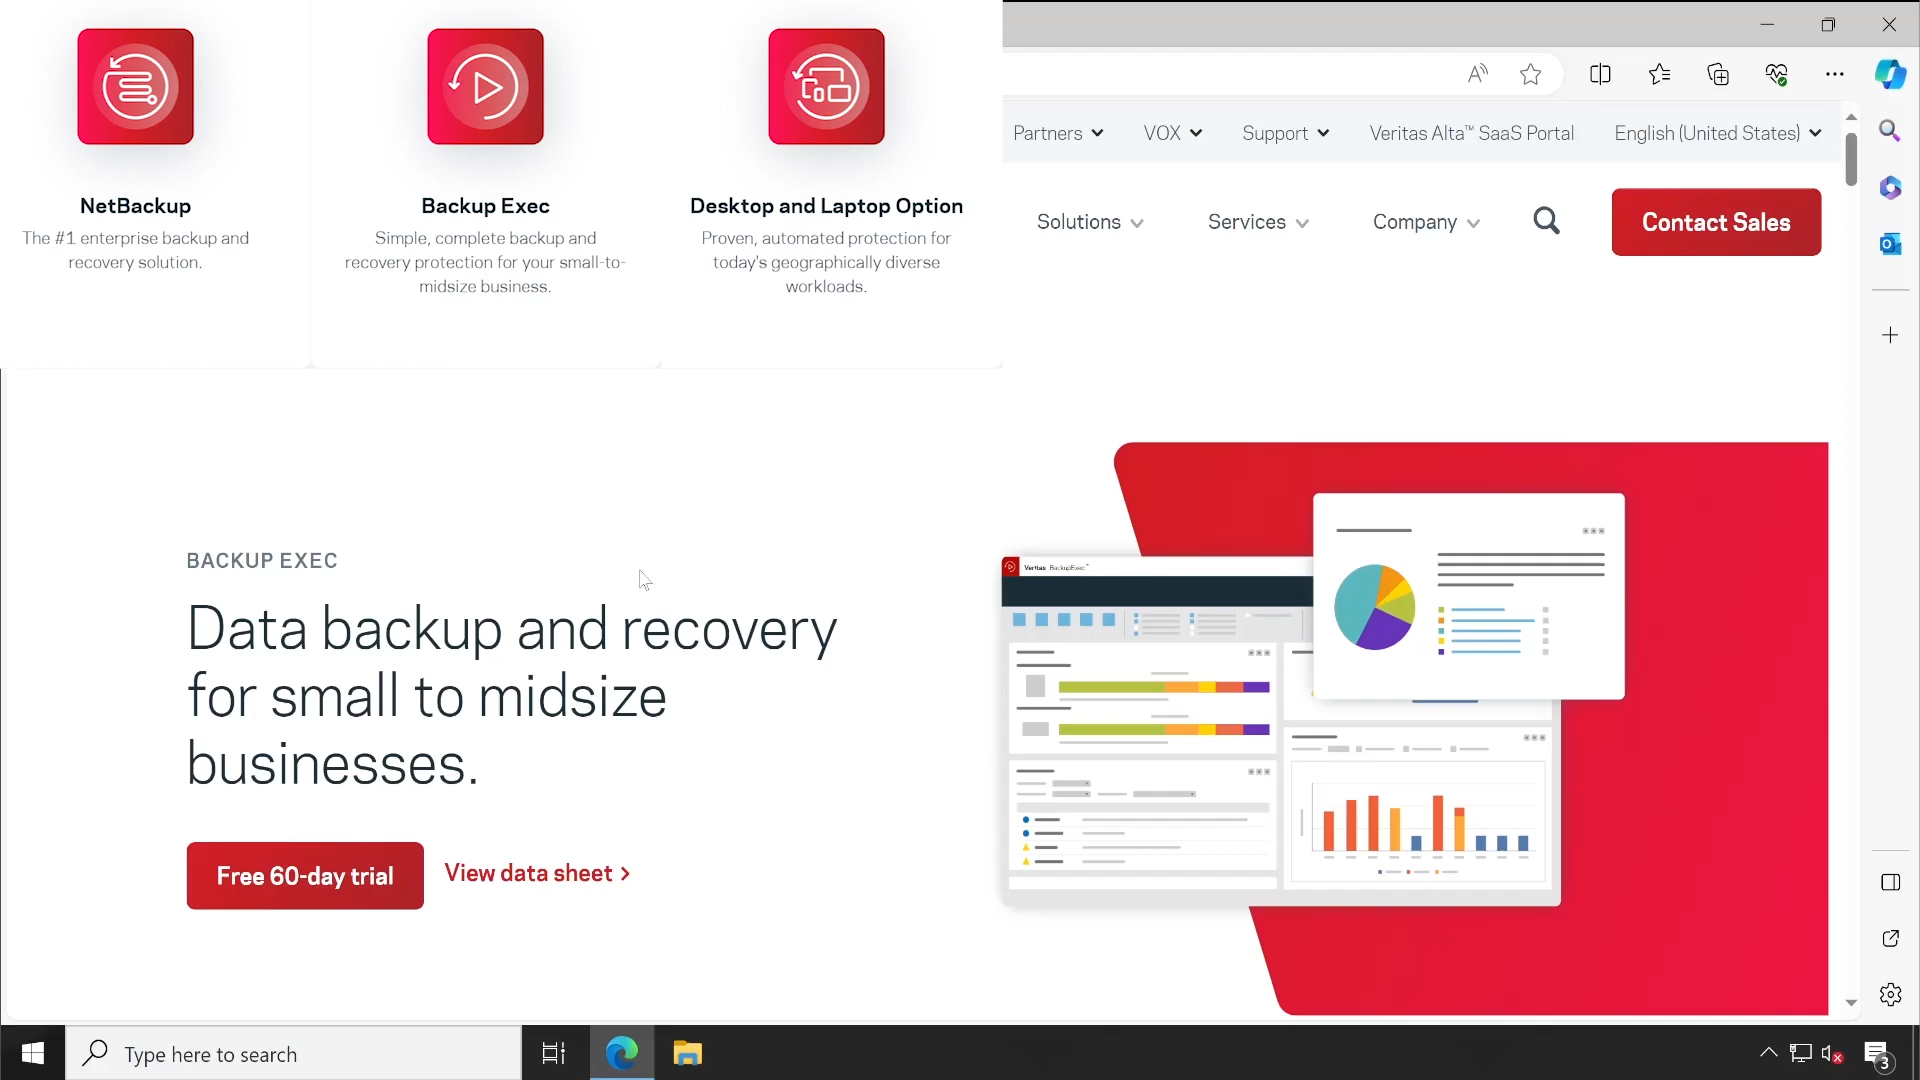 NetBackup
The #1 enterprise backup and
recovery solution.
Backup Exec
Simple, complete backup and
recovery protection for your small-to-
midsize business.
Desktop and Laptop Option
Proven, automated protection for
today's geographically diverse
workloads.
Partners
VOX
Support
Veritas Alta™ SaaS Portal
English (United States)
Solutions
Services
Company
Contact Sales
BACKUP EXEC
Data backup and recovery
for small to midsize
businesses.
Free 60-day trial
View data sheet >
Veritas BackupExec™
Type here to search
3